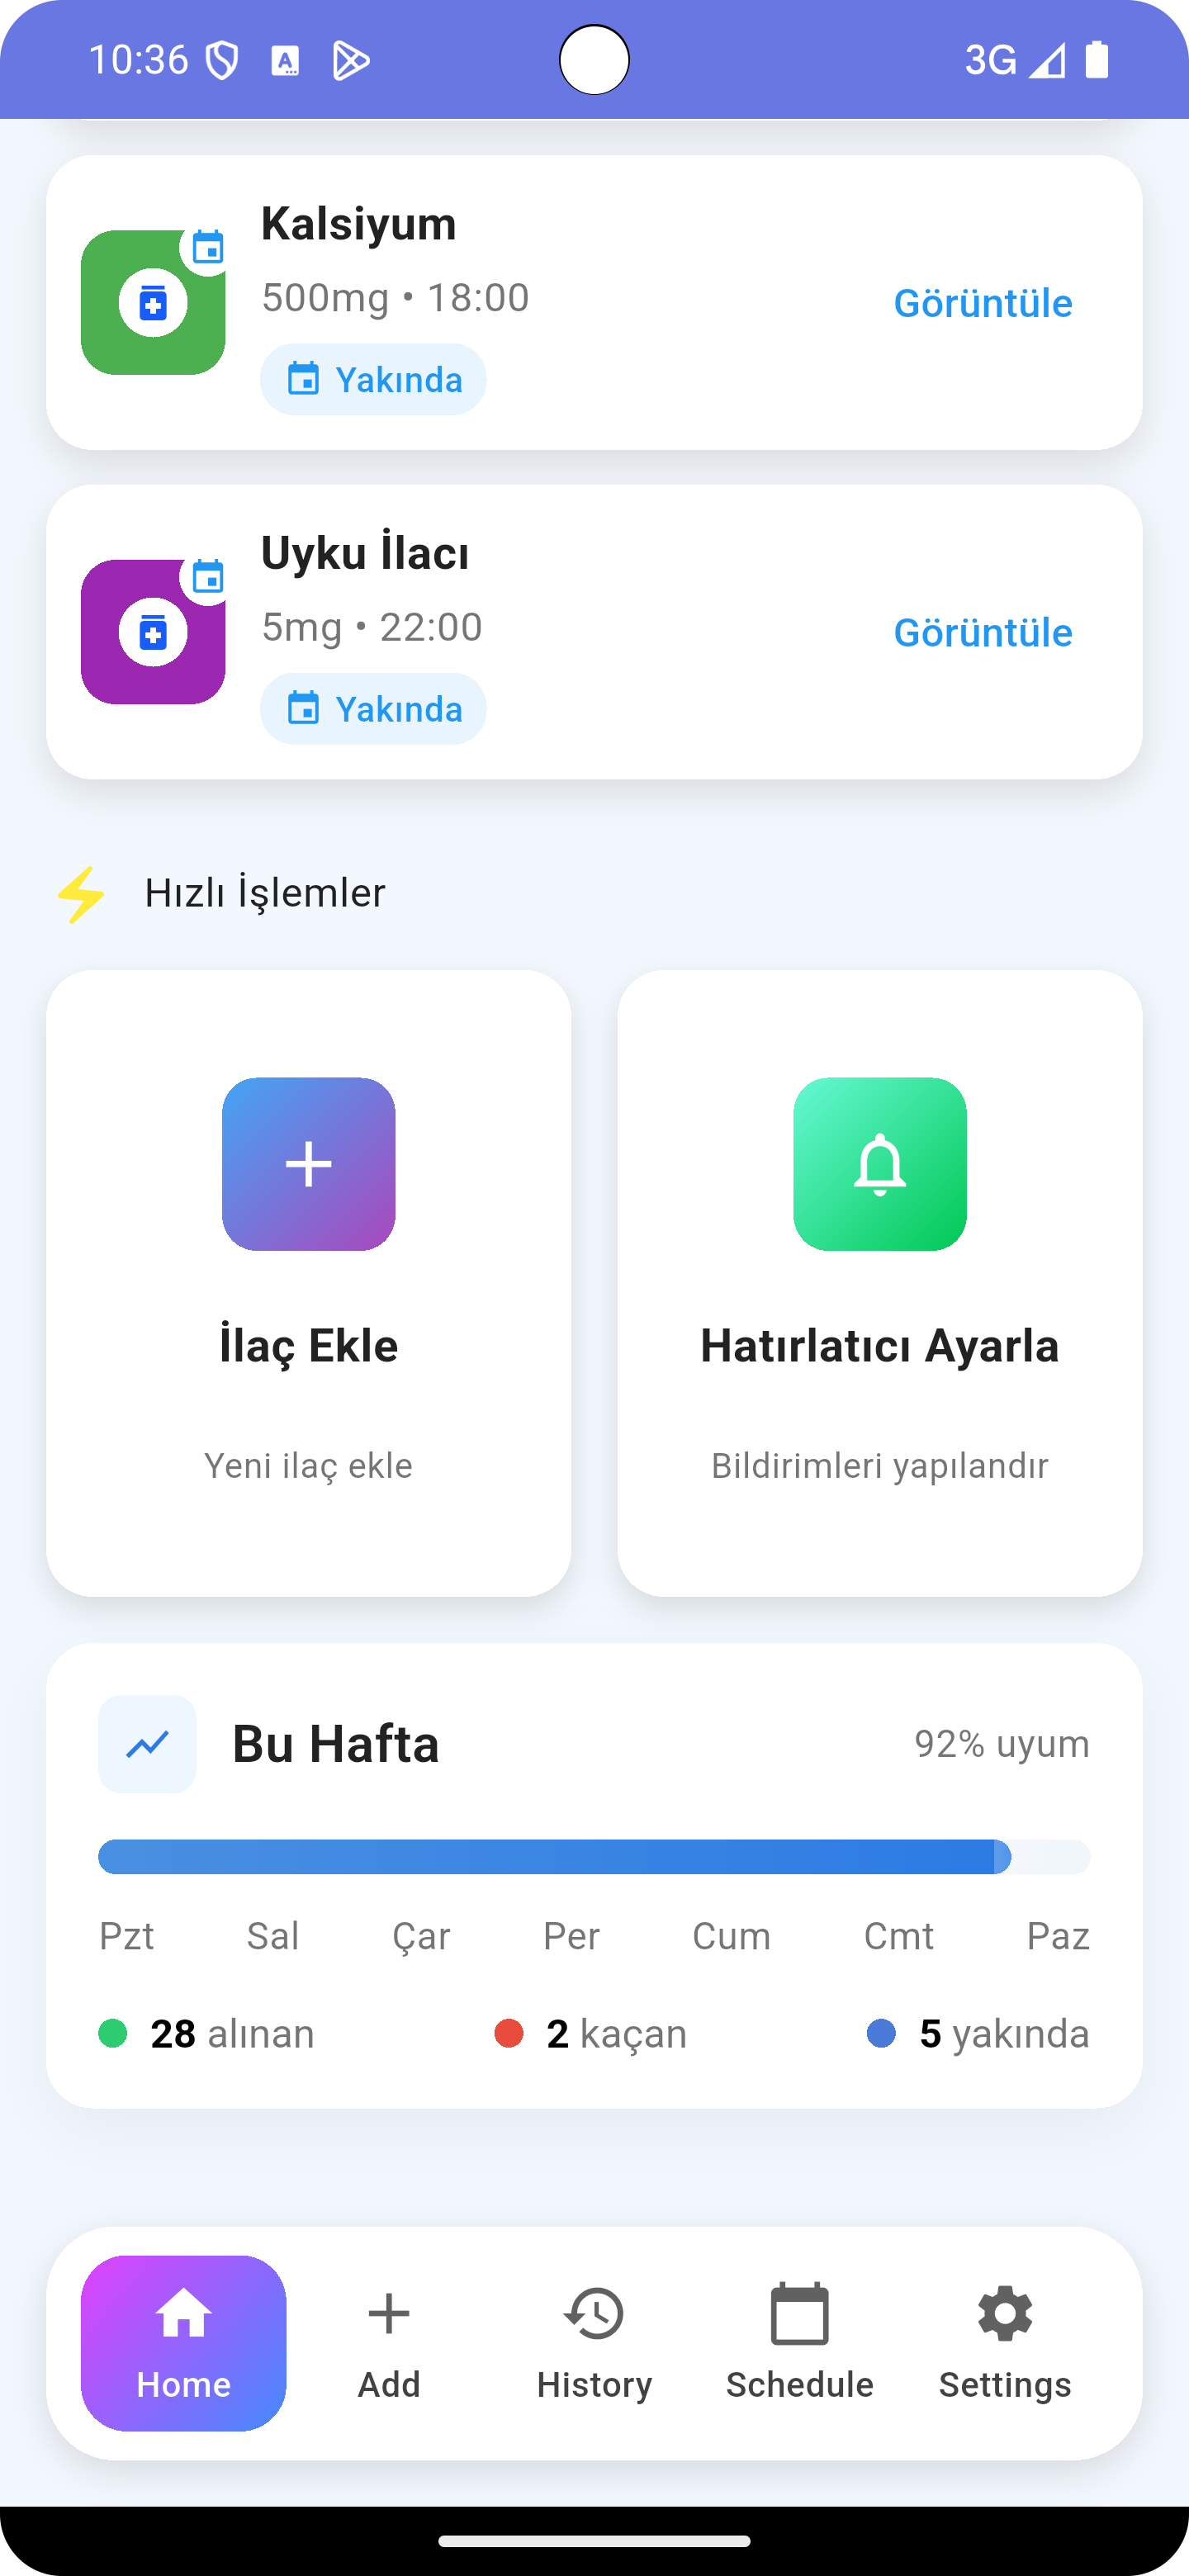 10:36
3G
Kalsiyum
500mg • 18:00
Yakında
Görüntüle
Uyku İlacı
5mg • 22:00
Yakında
Görüntüle
Hızlı İşlemler
İlaç Ekle
Yeni ilaç ekle
Hatırlatıcı Ayarla
Bildirimleri yapılandır
Bu Hafta
92% uyum
Pzt Sal Çar Per Cum Cmt Paz
28 alınan 2 kaçan 5 yakında
Home Add History Schedule Settings